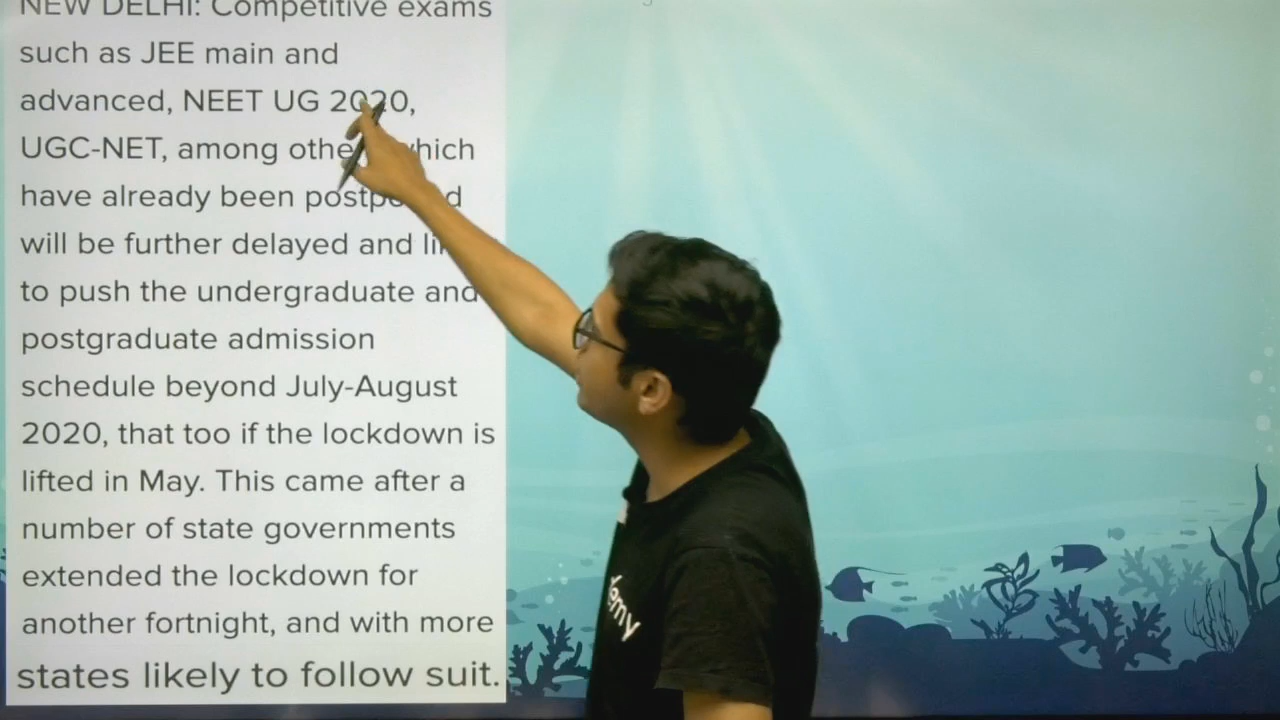 NEW DELHI: Competitive exams
such as JEE main and
advanced, NEET UG 2020,
UGC-NET, among which
have already been
will be further delayed and
to push the undergraduate and
postgraduate admission
schedule beyond July-August
2020, that too if the lockdown is
lifted in May. This came after a
number of state governments
extended the lockdown for
another fortnight, and with more
states likely to follow suit.